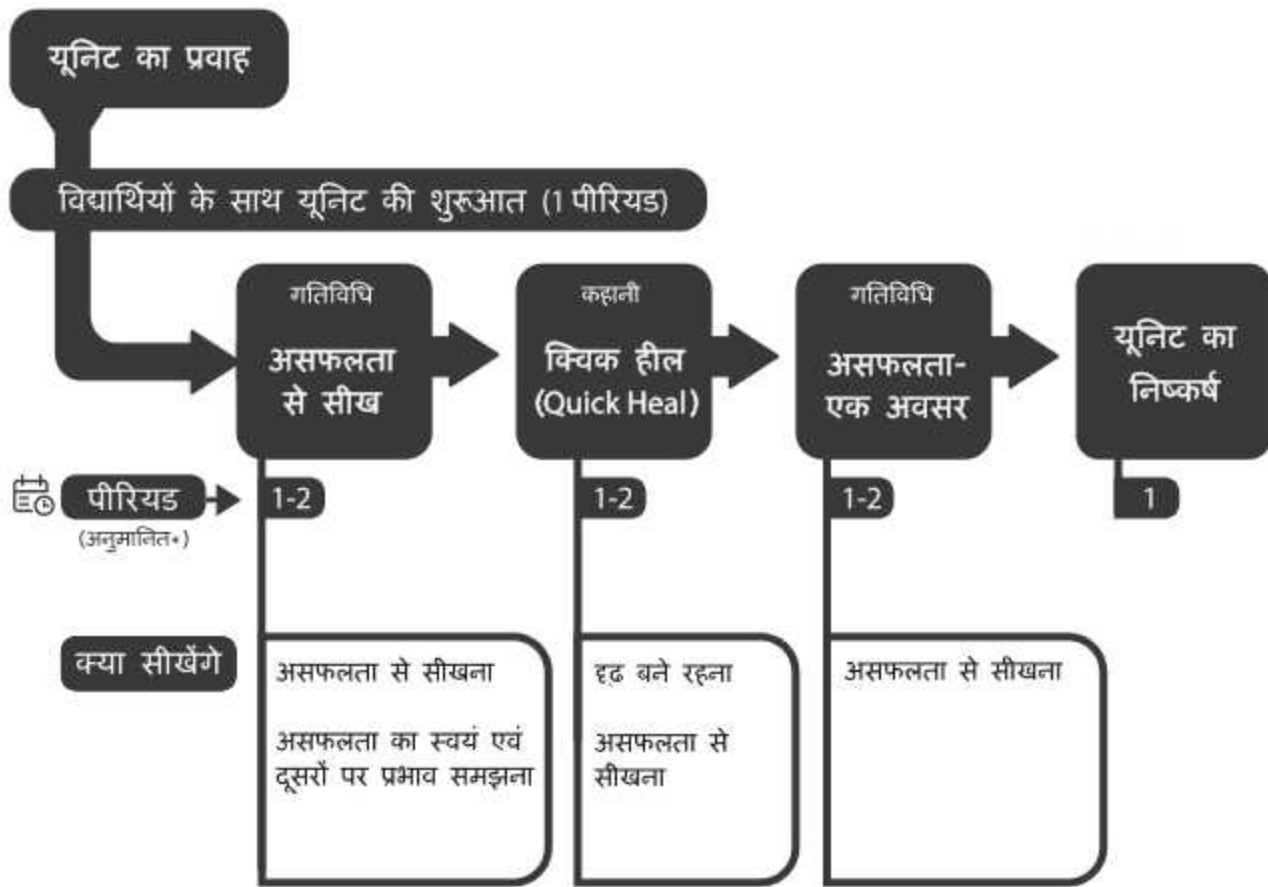 यूनिट का प्रवाह
विद्यार्थियों के साथ यूनिट की शुरूआत (1 पीरियड)
गतिविधि
असफलता
से सीख
कहानी
क्विक हील
(Quick Heal)
गतिविधि
असफलता-
एक अवसर
यूनिट का
निष्कर्ष
पीरियड
(अनुमानित*)
1-2
1-2
1-2
1
क्या सीखेंगे
असफलता से सीखना
असफलता का स्वयं एवं
दूसरों पर प्रभाव समझना
दृढ़ बने रहना
असफलता से
सीखना
असफलता से सीखना